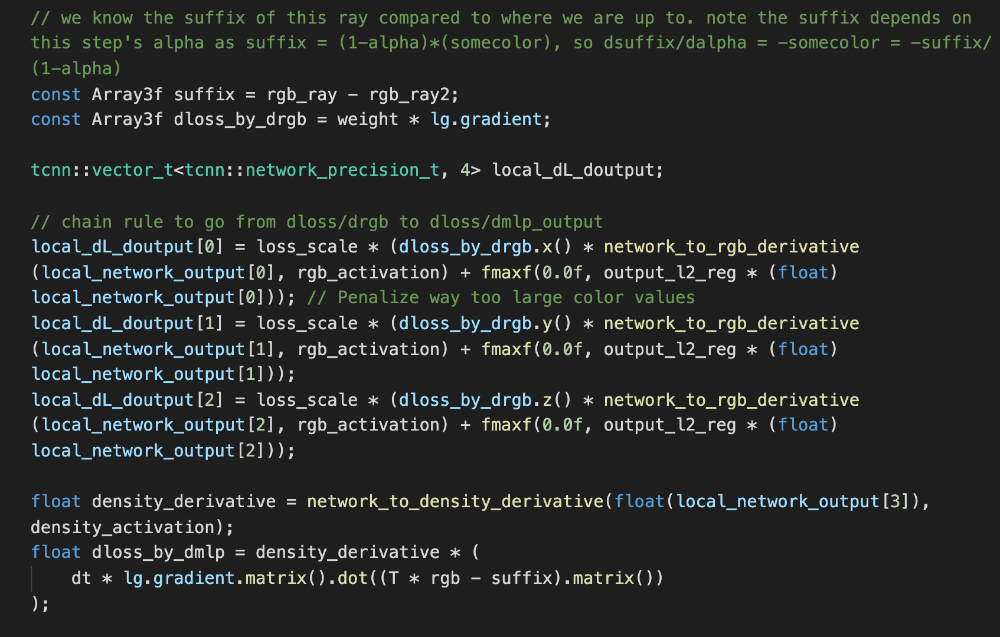 // we know the suffix of this ray compared to where we are up to. note the suffix depends on
this step's alpha as suffix = (1-alpha)*(somecolor), so dsuffix/dalpha = -somecolor = -suffix/
(1-alpha)
const Array3f suffix = rgb_ray - rgb_ray2;
const Array3f dloss_by_drgb = weight * lg.gradient;
tcnn::vector_t<tcnn::network_precision_t, 4> local_dL_doutput;
// chain rule to go from dloss/drgb to dloss/dmlp_output
local_dL_doutput[0] = loss_scale * (dloss_by_drgb.x() * network_to_rgb_derivative
(local_network_output[0], rgb_activation) + fmaxf(0.0f, output_l2_reg * (float)
local_network_output[0])); // Penalize way too large color values
local_dL_doutput[1] = loss_scale * (dloss_by_drgb.y() * network_to_rgb_derivative
(local_network_output[1], rgb_activation) + fmaxf(0.0f, output_l2_reg * (float)
local_network_output[1]));
local_dL_doutput[2] = loss_scale * (dloss_by_drgb.z() * network_to_rgb_derivative
(local_network_output[2], rgb_activation) + fmaxf(0.0f, output_l2_reg * (float)
local_network_output[2]));
float density_derivative = network_to_density_derivative(float(local_network_output[3]),
density_activation);
float dloss_by_dmlp = density_derivative * (
    dt * lg.gradient.matrix().dot((T * rgb - suffix).matrix())
);